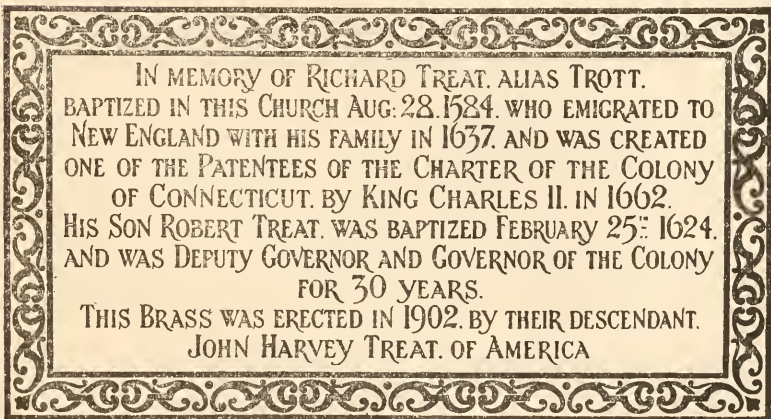 In memory of Richard Treat. alias Trott.
baptized in this Church Aug: 28. 1584. who emigrated to
New England with his family in 1637. and was created
one of the Patentees of the Charter of the Colony
of Connecticut. by King Charles II. in 1662.
His Son Robert Treat. was baptized February 25th: 1624.
and was Deputy Governor and Governor of the Colony
for 30 years.
This Brass was erected in 1902. by their descendant.
John Harvey Treat. of America